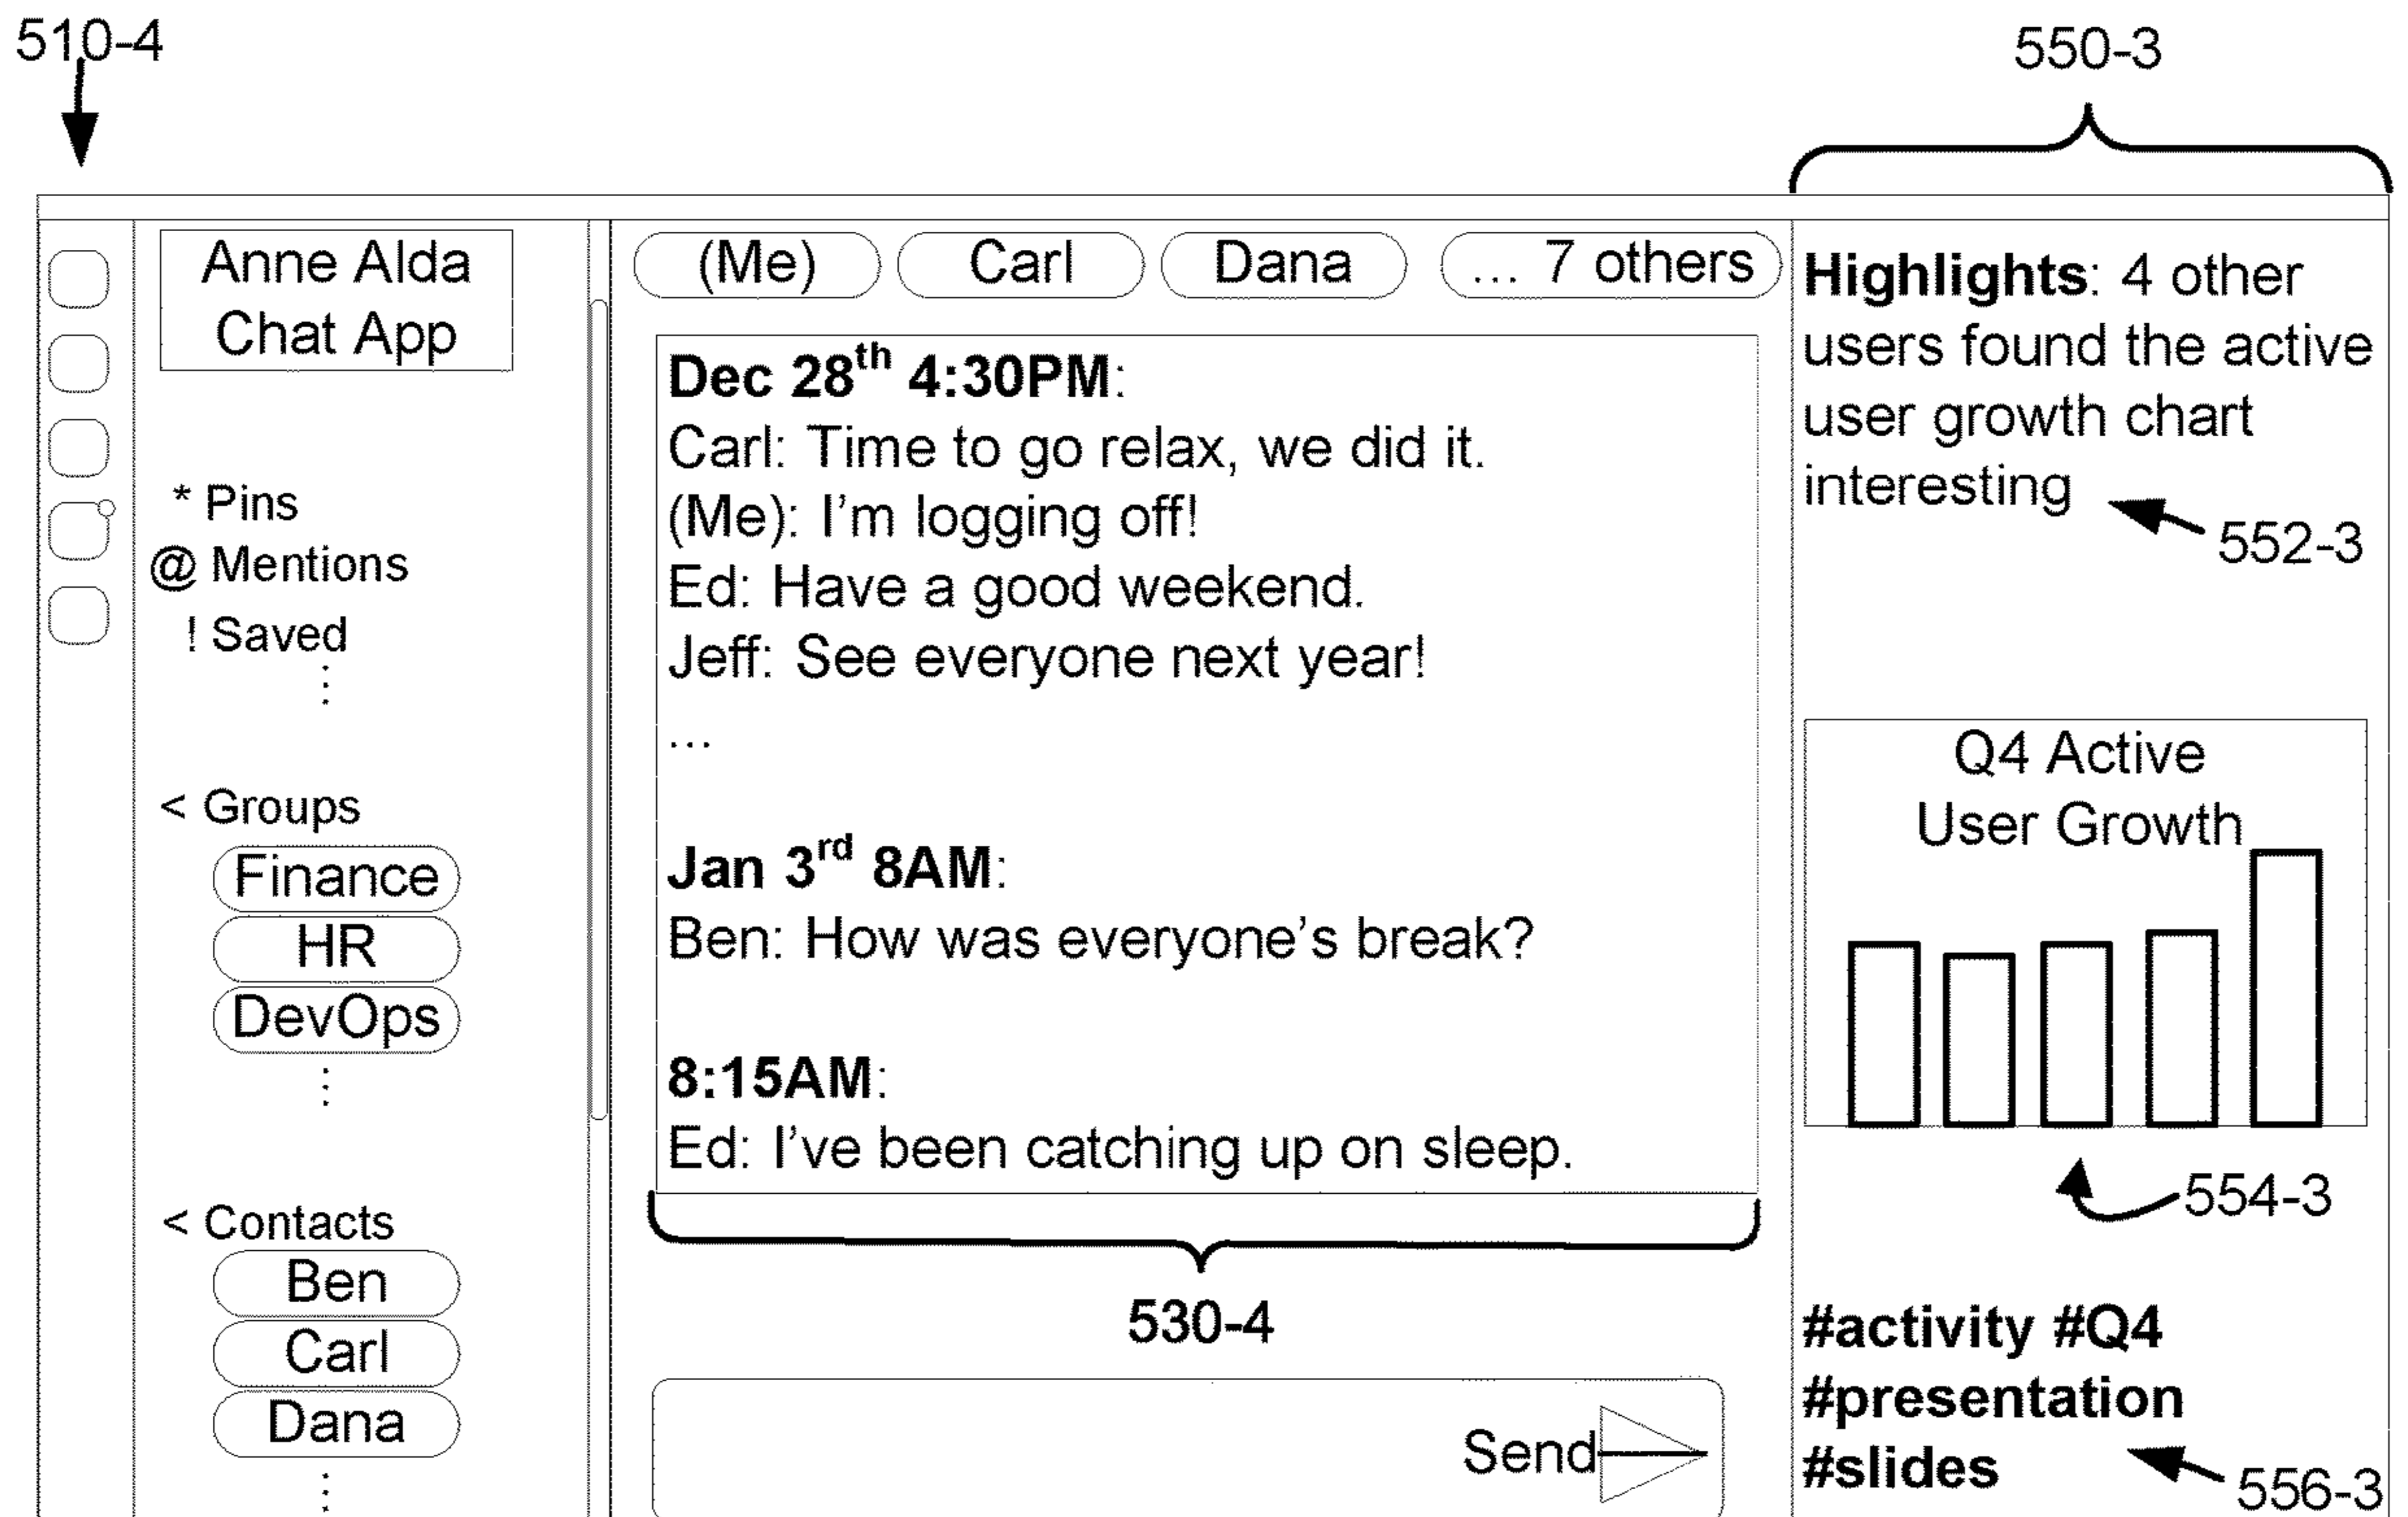 510-4
550-3
Anne Alda
Chat App
* Pins
@ Mentions
! Saved
⋮
< Groups
Finance
HR
DevOps
⋮
< Contacts
Ben
Carl
Dana
⋮
(Me) Carl Dana ... 7 others
Dec 28th 4:30PM:
Carl: Time to go relax, we did it.
(Me): I'm logging off!
Ed: Have a good weekend.
Jeff: See everyone next year!
...
Jan 3rd 8AM:
Ben: How was everyone's break?
8:15AM:
Ed: I've been catching up on sleep.
530-4
Send
Highlights: 4 other
users found the active
user growth chart
interesting
552-3
Q4 Active
User Growth
554-3
#activity #Q4
#presentation
#slides
556-3